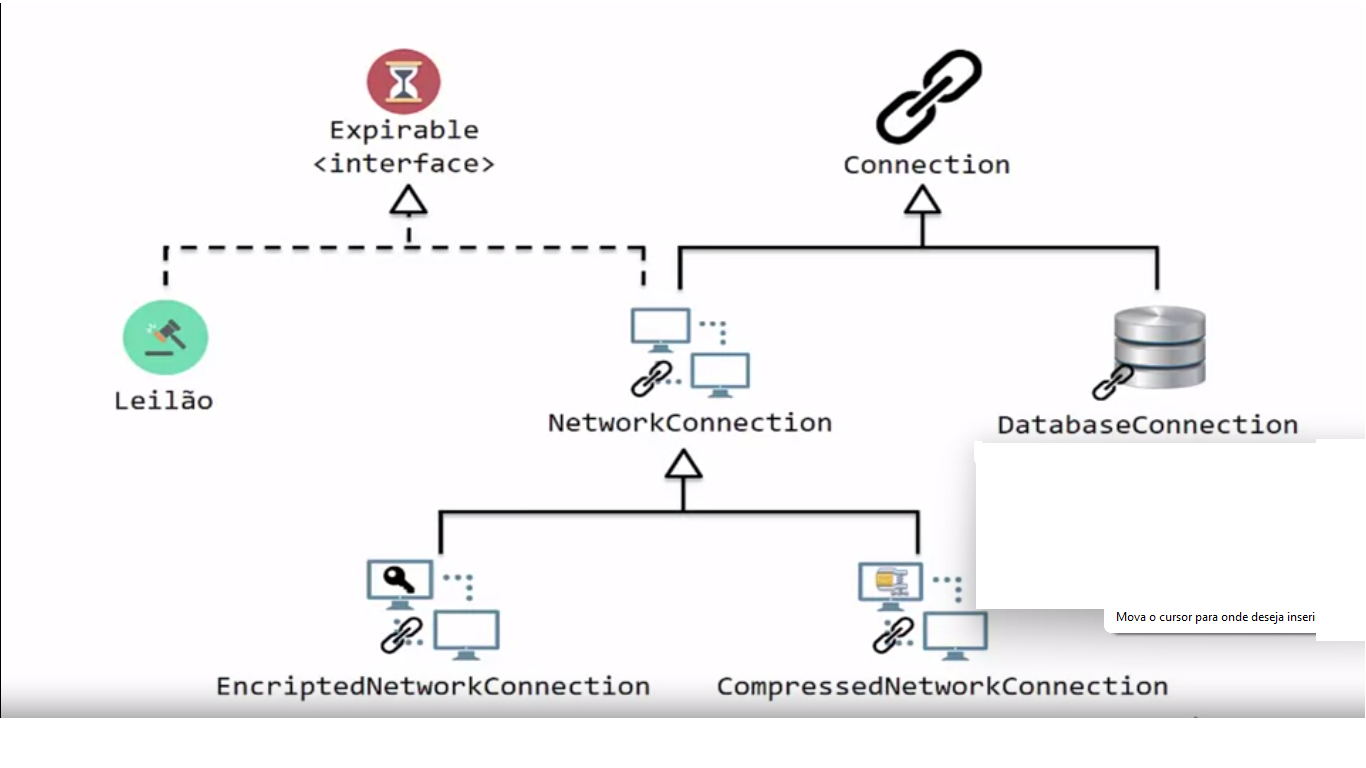 Expirable
<interface>
Connection
Leilão
NetworkConnection
DatabaseConnection
Mova o cursor para onde deseja inseri
EncriptedNetworkConnection
CompressedNetworkConnection